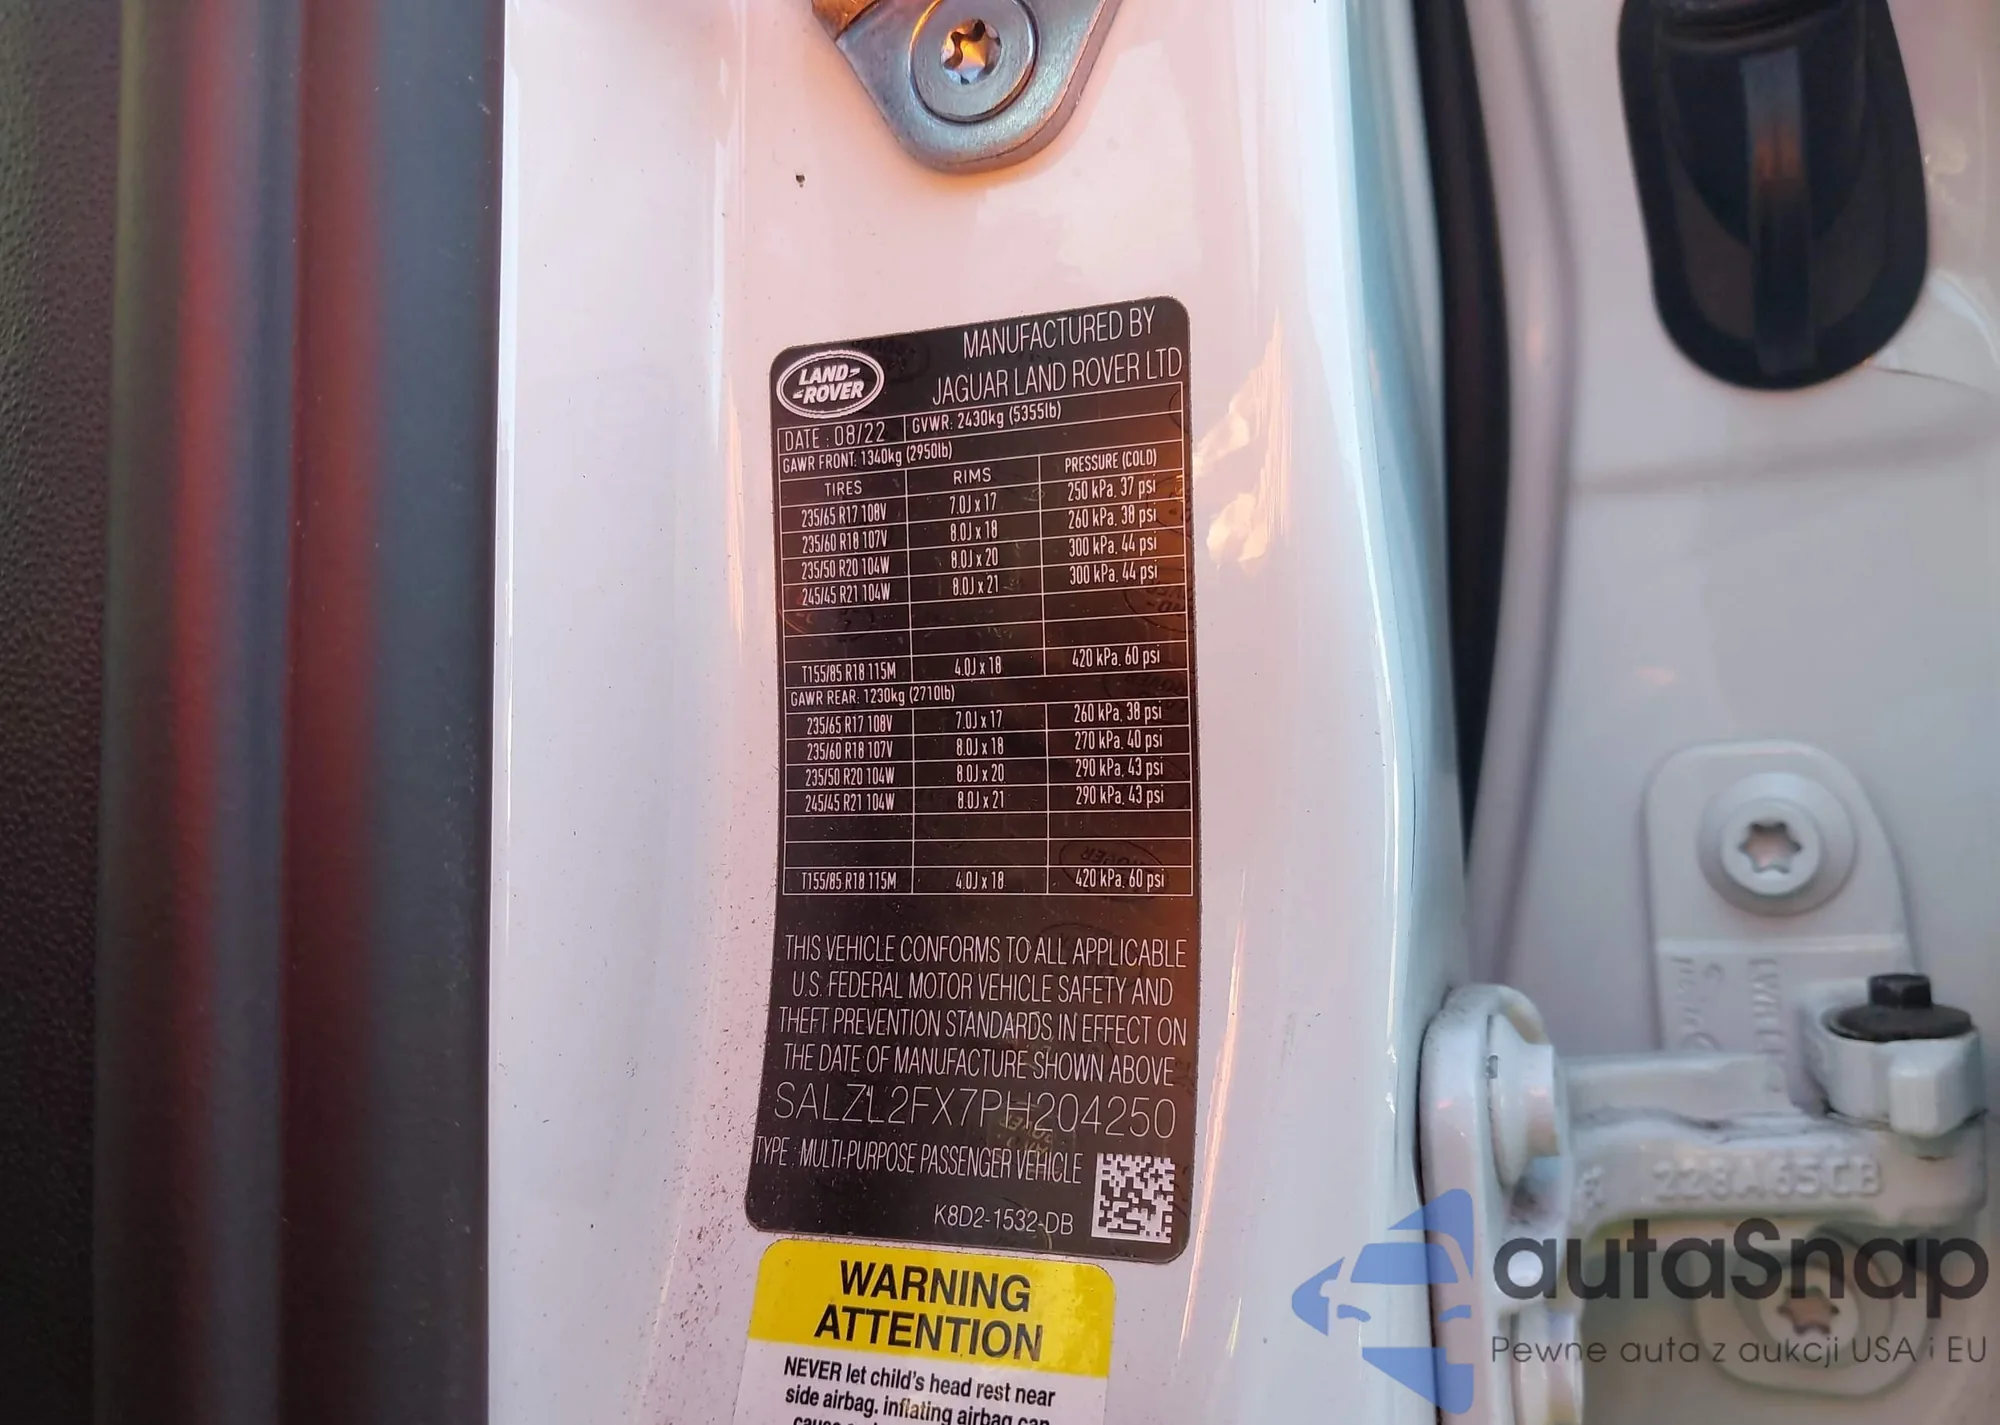 MANUFACTURED BY
JAGUAR LAND ROVER LTD
LAND-
-ROVER
DATE : 08/22 GVWR: 2430kg (5355lb)
GAWR FRONT: 1340kg (2950lb)
TIRES RIMS PRESSURE (COLD)
235/65 R17 108V 7.0J x 17 250 kPa, 37 psi
235/60 R18 107V 8.0J x 18 260 kPa, 38 psi
235/50 R20 104W 8.0J x 20 300 kPa, 44 psi
245/45 R21 104W 8.0J x 21 300 kPa, 44 psi
T155/85 R18 115M 4.0J x 18 420 kPa, 60 psi
GAWR REAR: 1230kg (2710lb)
235/65 R17 108V 7.0J x 17 260 kPa, 38 psi
235/60 R18 107V 8.0J x 18 270 kPa, 40 psi
235/50 R20 104W 8.0J x 20 290 kPa, 43 psi
245/45 R21 104W 8.0J x 21 290 kPa, 43 psi
T155/85 R18 115M 4.0J x 18 420 kPa, 60 psi
THIS VEHICLE CONFORMS TO ALL APPLICABLE
U.S. FEDERAL MOTOR VEHICLE SAFETY AND
THEFT PREVENTION STANDARDS IN EFFECT ON
THE DATE OF MANUFACTURE SHOWN ABOVE
SALZL2FX7PH204250
TYPE : MULTI-PURPOSE PASSENGER VEHICLE
K8D2-1532-DB
WARNING
ATTENTION
NEVER let child's head rest near
side airbag. inflating airbag can
228A65CB
autaSnap
Pewne auta z aukcji USA i EU